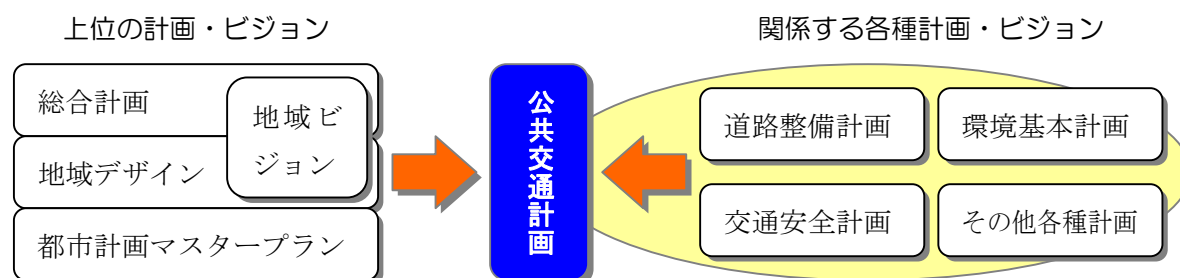 上位の計画・ビジョン
総合計画
地域ビ
ジョン
地域デザイン
都市計画マスタープラン
公共交通計画
関係する各種計画・ビジョン
道路整備計画
環境基本計画
交通安全計画
その他各種計画